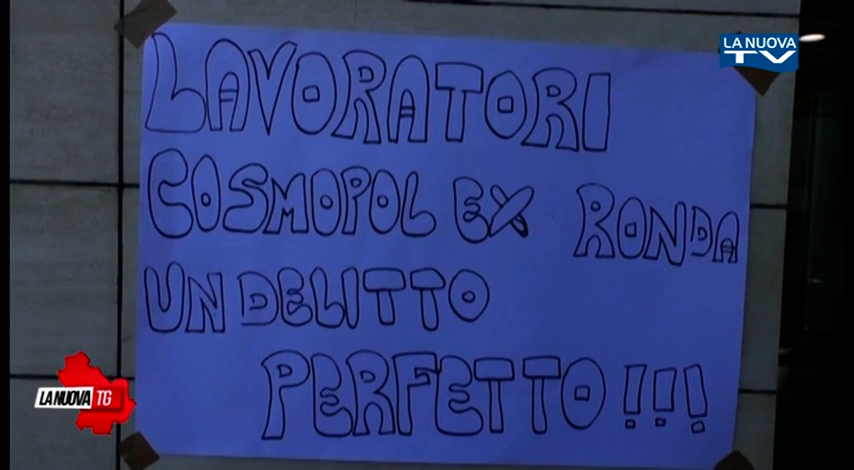 LA NUOVA
TV
LAVORATORI
COSMOPOL EX RONDA
UN DELITTO
PERFETTO!!!
LA NUOVA TG